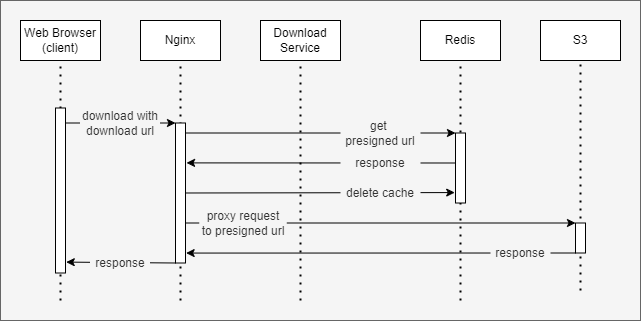 Web Browser
(client)
Nginx
Download
Service
Redis
S3
download with
download url
get
presigned url
response
delete cache
proxy request
to presigned url
response
response